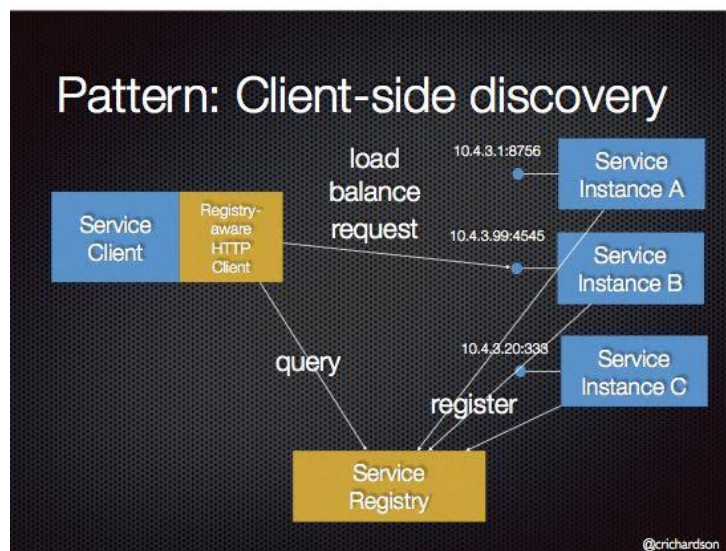 Pattern: Client-side discovery
load
balance
request
10.4.3.1:8756
Service
Instance A
Service
Client
Registry-
aware
HTTP
Client
10.4.3.99:4545
Service
Instance B
query
10.4.3.20:333
Service
Instance C
register
Service
Registry
@crichardson